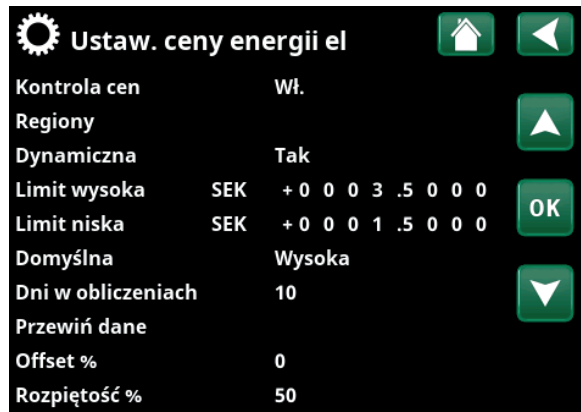 Ustaw. ceny energii el
Kontrola cen Wł.
Regiony
Dynamiczna Tak
Limit wysoka SEK +0 0 0 3 .5 0 0 0
OK
Limit niska SEK +0 0 0 1 .5 0 0 0
Domyślna Wysoka
Dni w obliczeniach 10
Przewiń dane
Offset % 0
Rozpiętość % 50